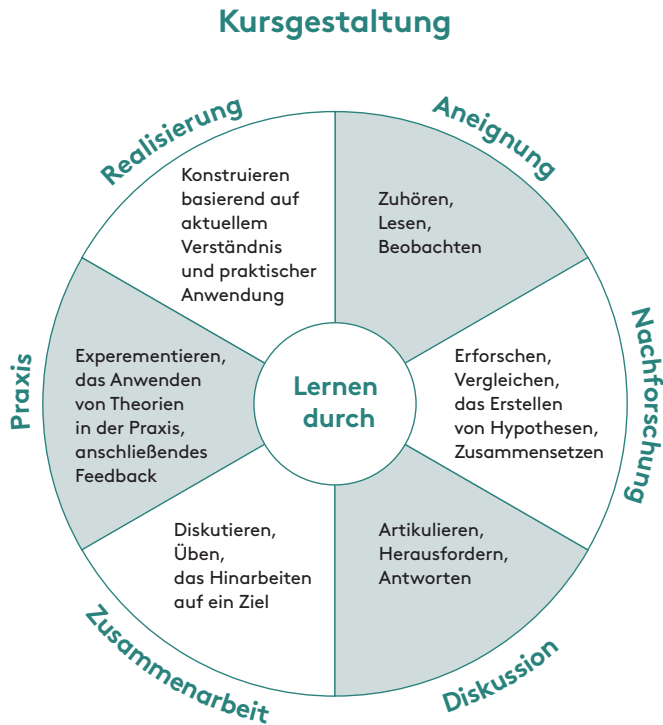 Kursgestaltung
Aneignung
Zuhören,
Lesen,
Beobachten
Nachforschung
Erforschen,
Vergleichen,
das Erstellen
von Hypothesen,
Zusammensetzen
Diskussion
Artikulieren,
Herausfordern,
Antworten
Zusammenarbeit
Diskutieren,
Üben,
das Hinarbeiten
auf ein Ziel
Praxis
Experementieren,
das Anwenden
von Theorien
in der Praxis,
anschließendes
Feedback
Realisierung
Konstruieren
basierend auf
aktuellem
Verständnis
und praktischer
Anwendung
Lernen
durch